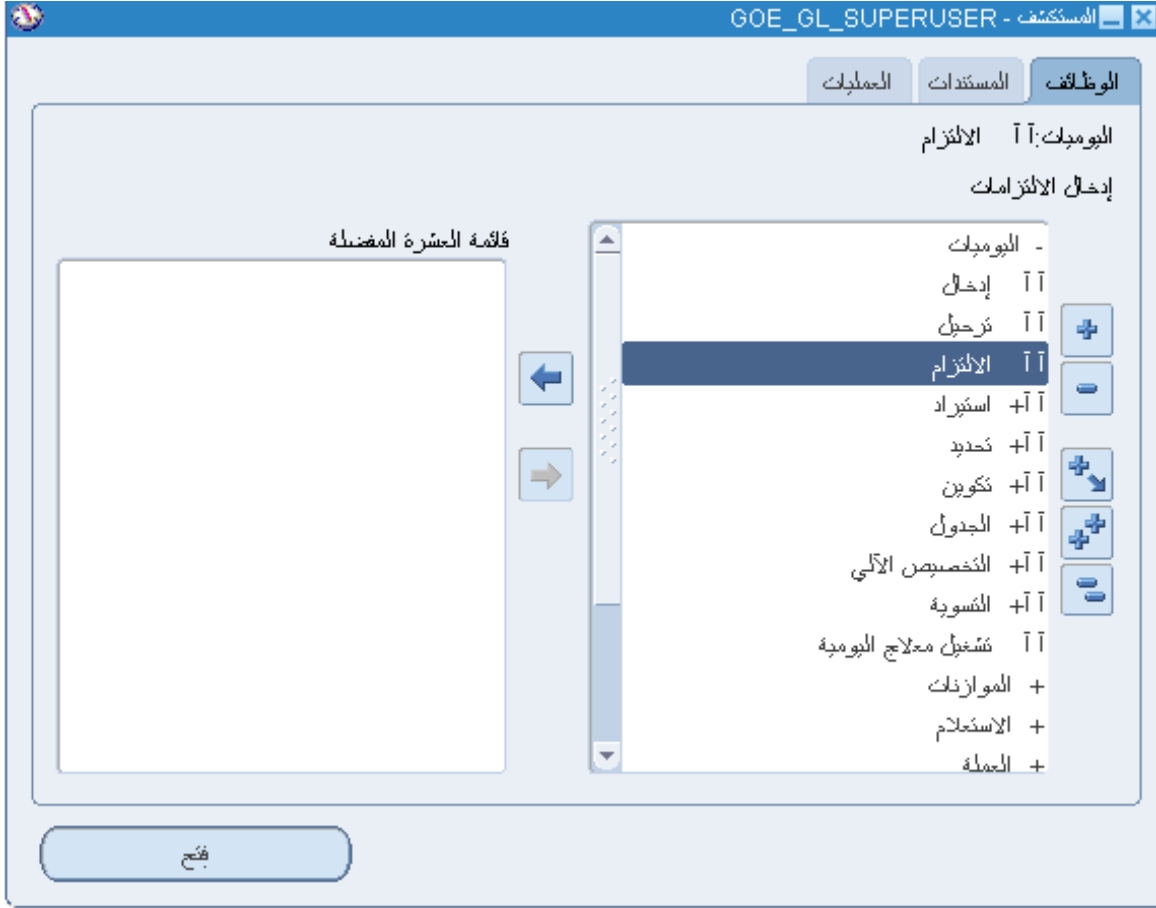 المستكشف - GOE_GL_SUPERUSER
الوظائف المستندات العمليات
اليوميات:آ آ الالتزام
إدخال الالتزامات
قائمة العشرة المفضلة
- اليوميات
آ آ إدخال
آ آ ترحيل
آ آ الالتزام
آ آ+ استيراد
آ آ+ تحديد
آ آ+ تكوين
آ آ+ الجدول
آ آ+ التخصيص الآلي
آ آ+ التسوية
آ آ تشغيل معلاج اليومية
+ الموازنات
+ الاستعلام
+ العملة
فتح